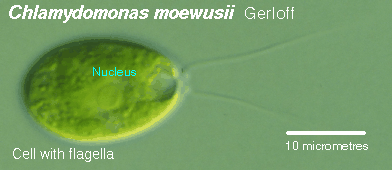 Chlamydomonas moewusii Gerloff
Nucleus
10 micrometres
Cell with flagella